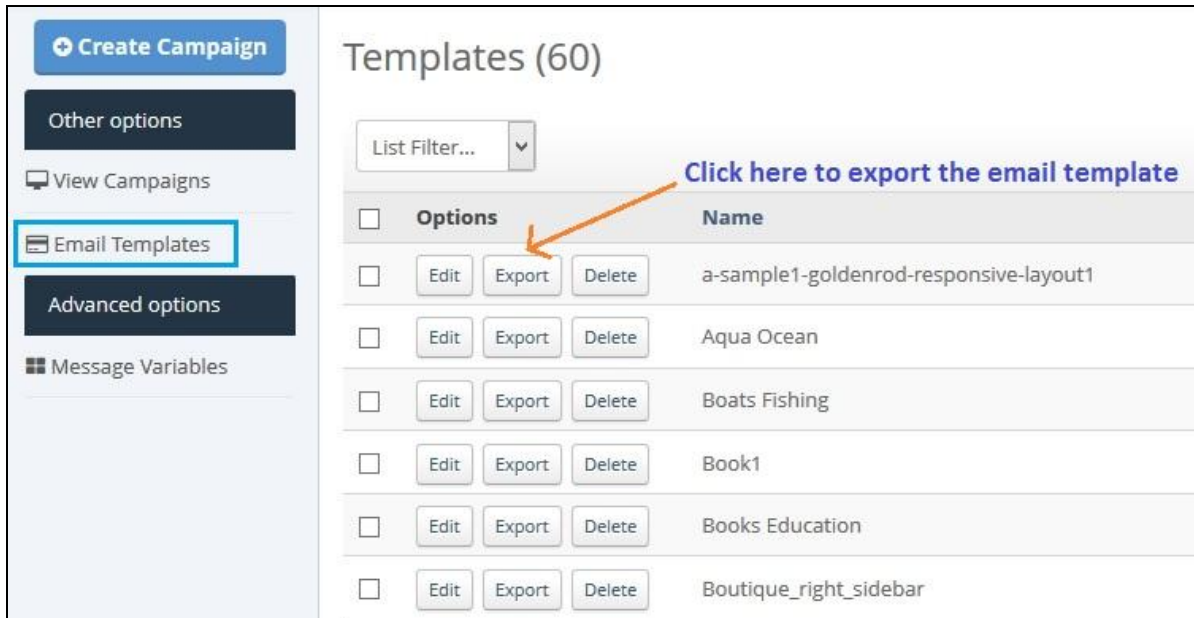 Create Campaign
Other options
View Campaigns
Email Templates
Advanced options
Message Variables
Templates (60)
List Filter...
Click here to export the email template
Options Name
Edit Export Delete a-sample1-goldenrod-responsive-layout1
Edit Export Delete Aqua Ocean
Edit Export Delete Boats Fishing
Edit Export Delete Book1
Edit Export Delete Books Education
Edit Export Delete Boutique_right_sidebar